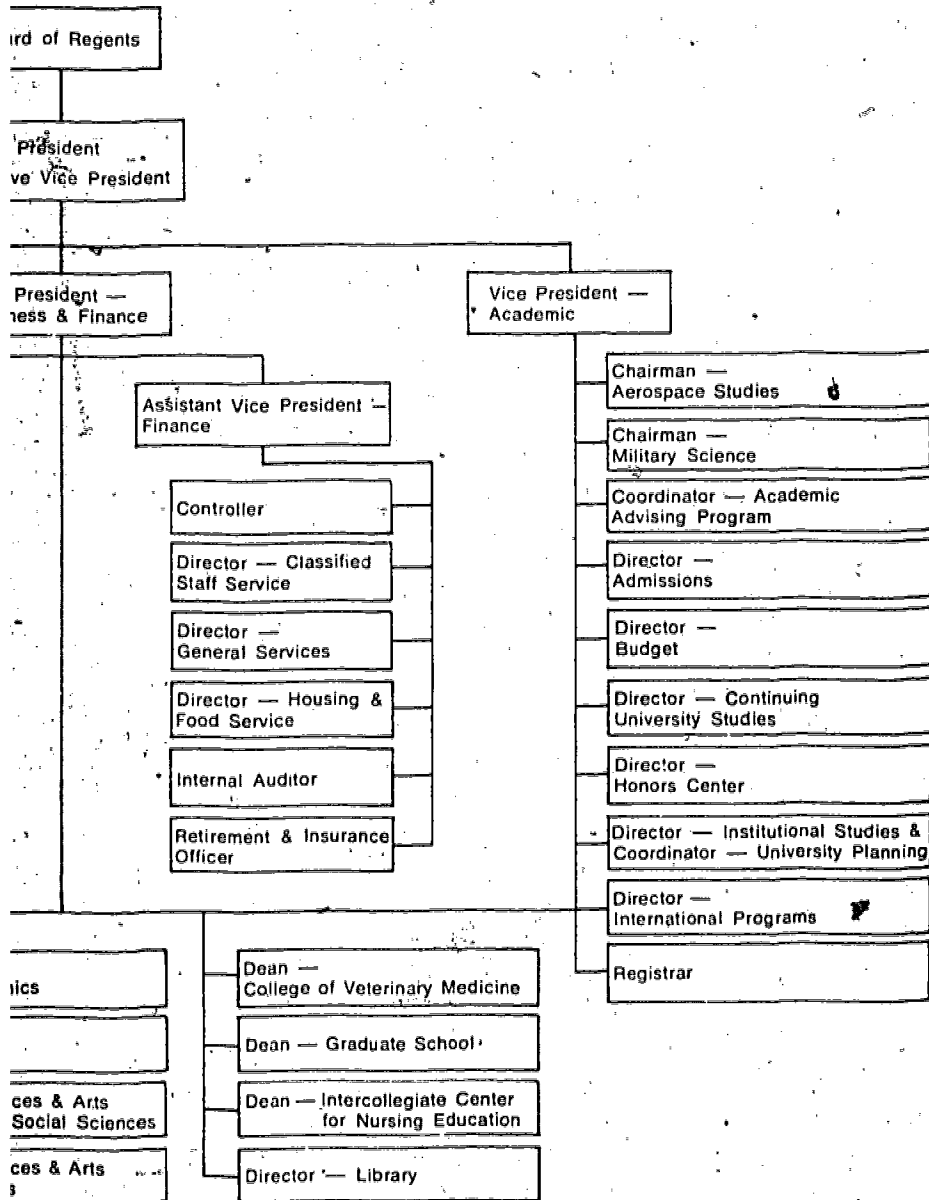 ard of Regents
President
ve Vice President
President —
ness & Finance
Vice President —
Academic
Assistant Vice President —
Finance
Controller
Director — Classified
Staff Service
Director —
General Services
Director — Housing &
Food Service
Internal Auditor
Retirement & Insurance
Officer
Chairman —
Aerospace Studies
Chairman —
Military Science
Coordinator — Academic
Advising Program
Director —
Admissions
Director —
Budget
Director — Continuing
University Studies
Director —
Honors Center
Director — Institutional Studies &
Coordinator — University Planning
Director —
International Programs
Registrar
nics
ces & Arts
Social Sciences
ces & Arts
s
Dean —
College of Veterinary Medicine
Dean — Graduate School
Dean — Intercollegiate Center
for Nursing Education
Director — Library